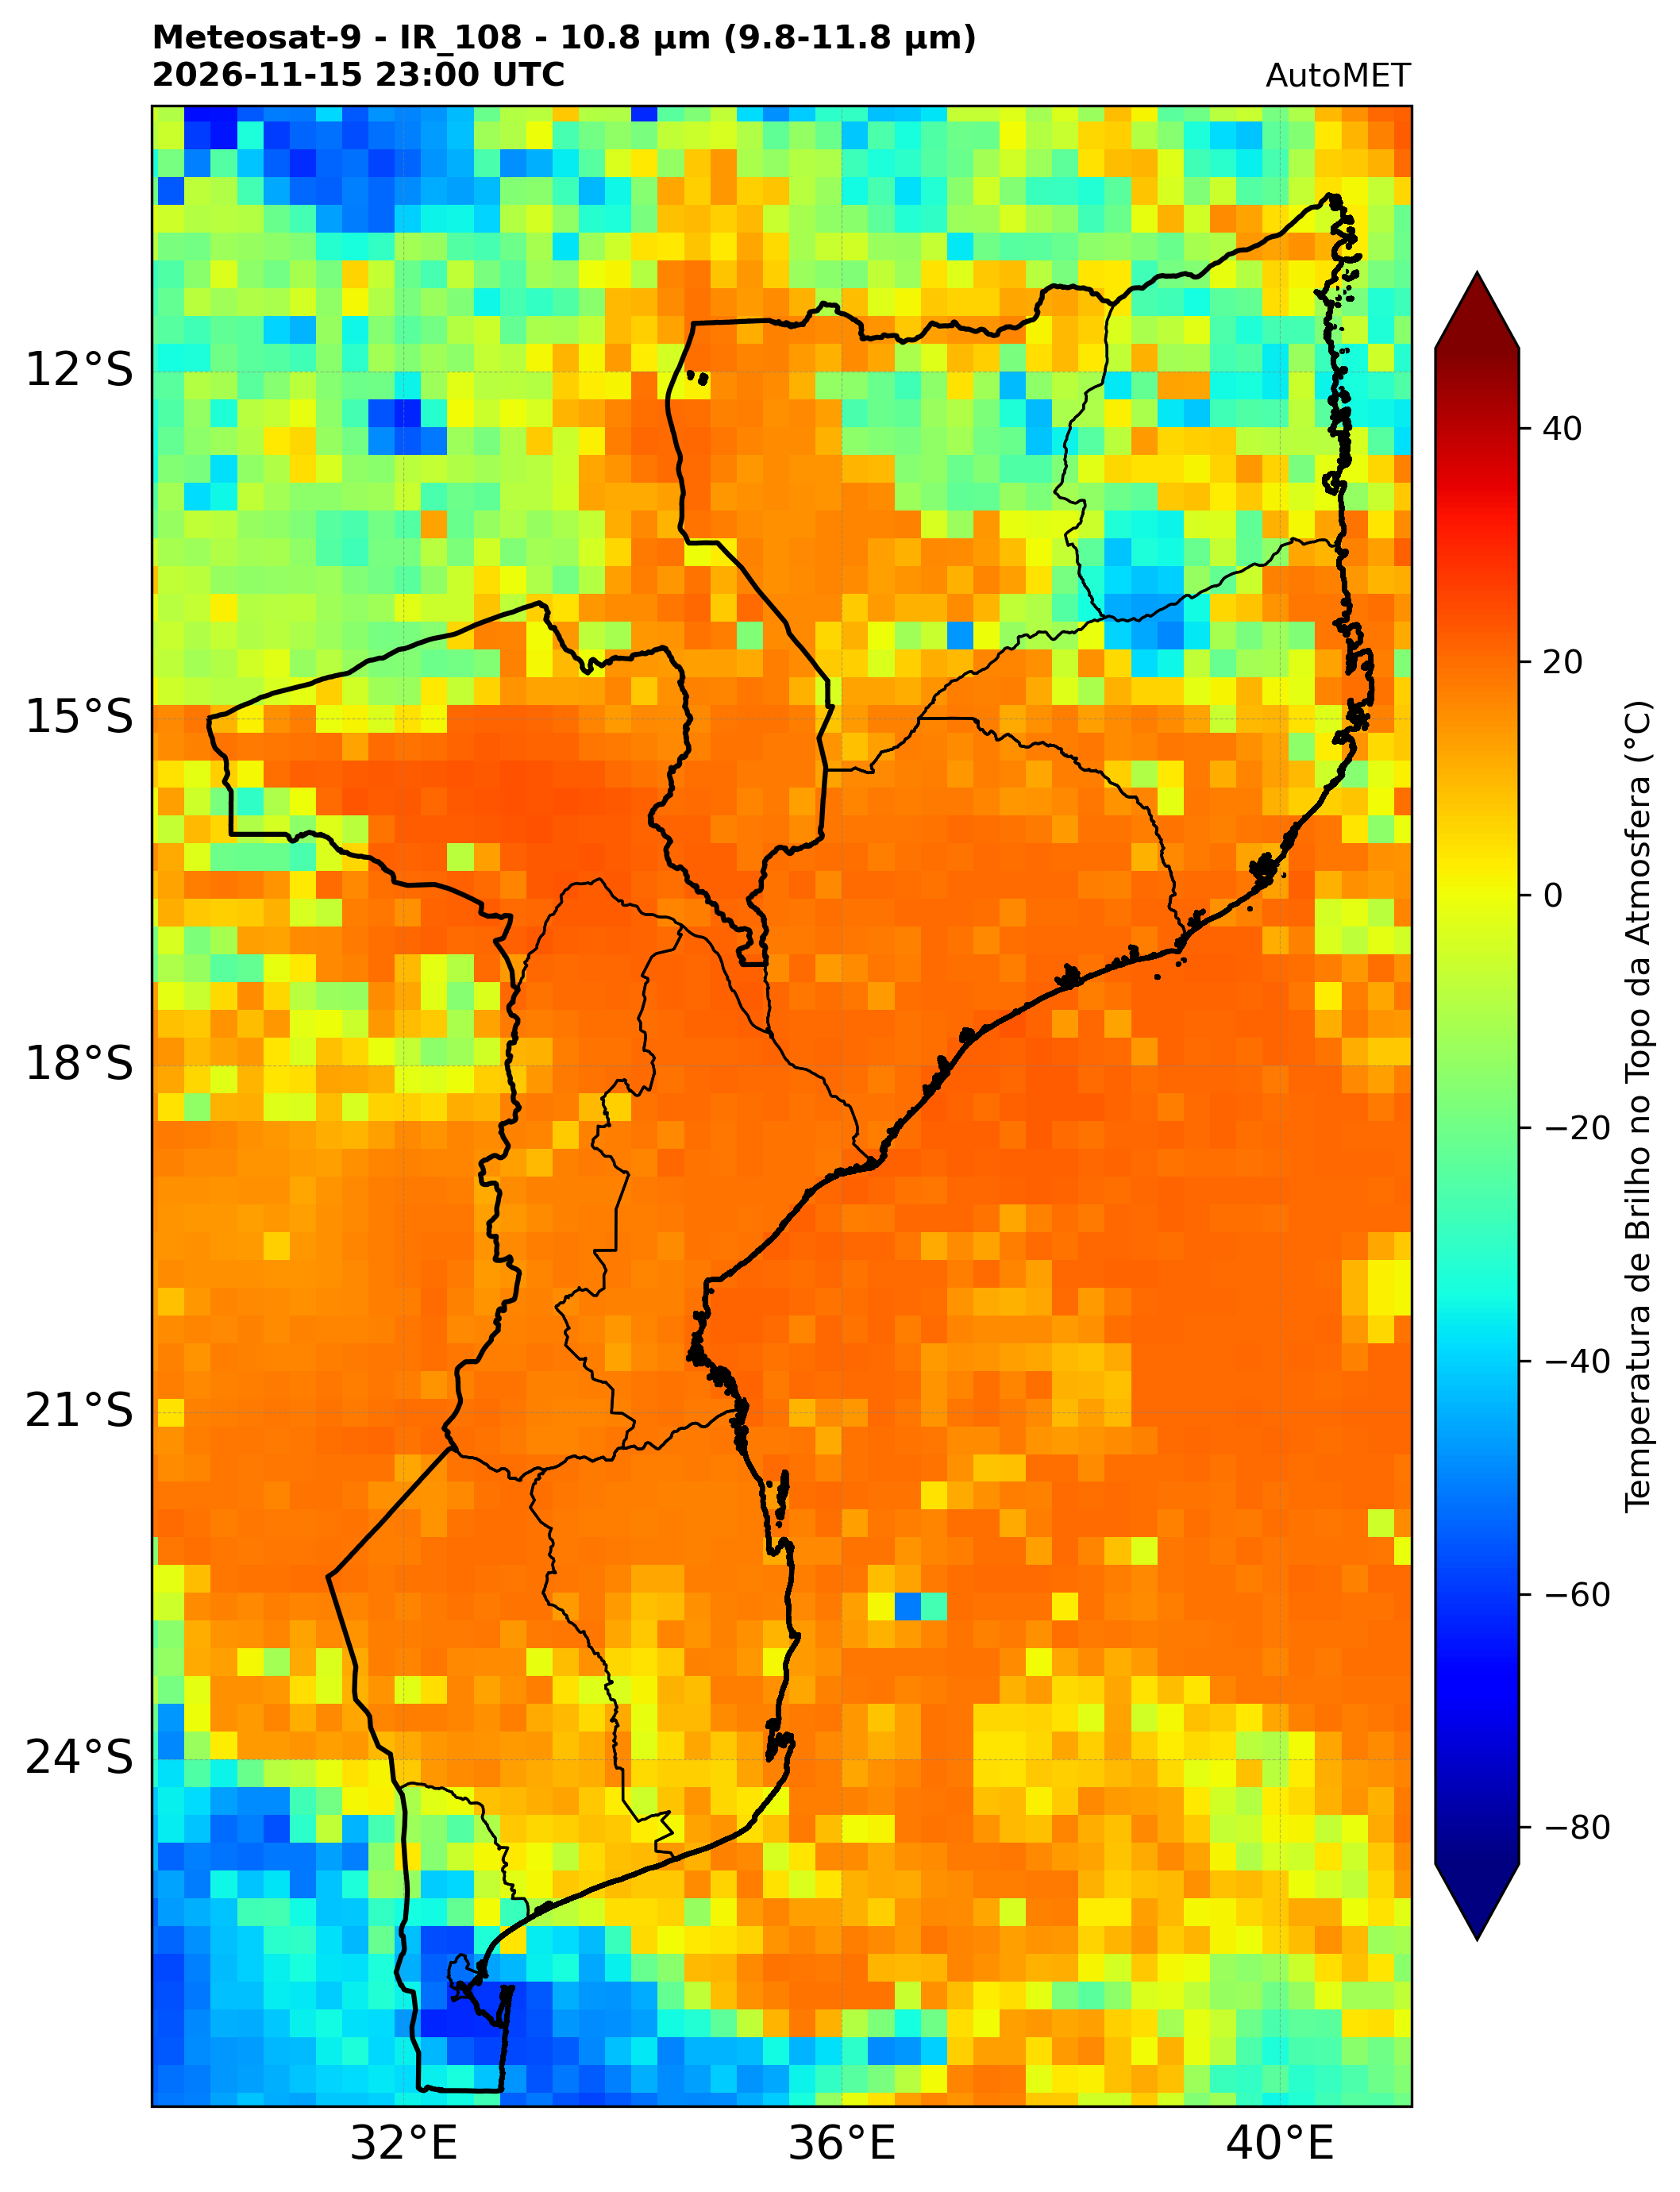 Meteosat-9 - IR_108 - 10.8 µm (9.8-11.8 µm)
2026-11-15 23:00 UTC
AutoMET
12°S
15°S
18°S
21°S
24°S
32°E
36°E
40°E
40
20
0
−20
−40
−60
−80
Temperatura de Brilho no Topo da Atmosfera (°C)